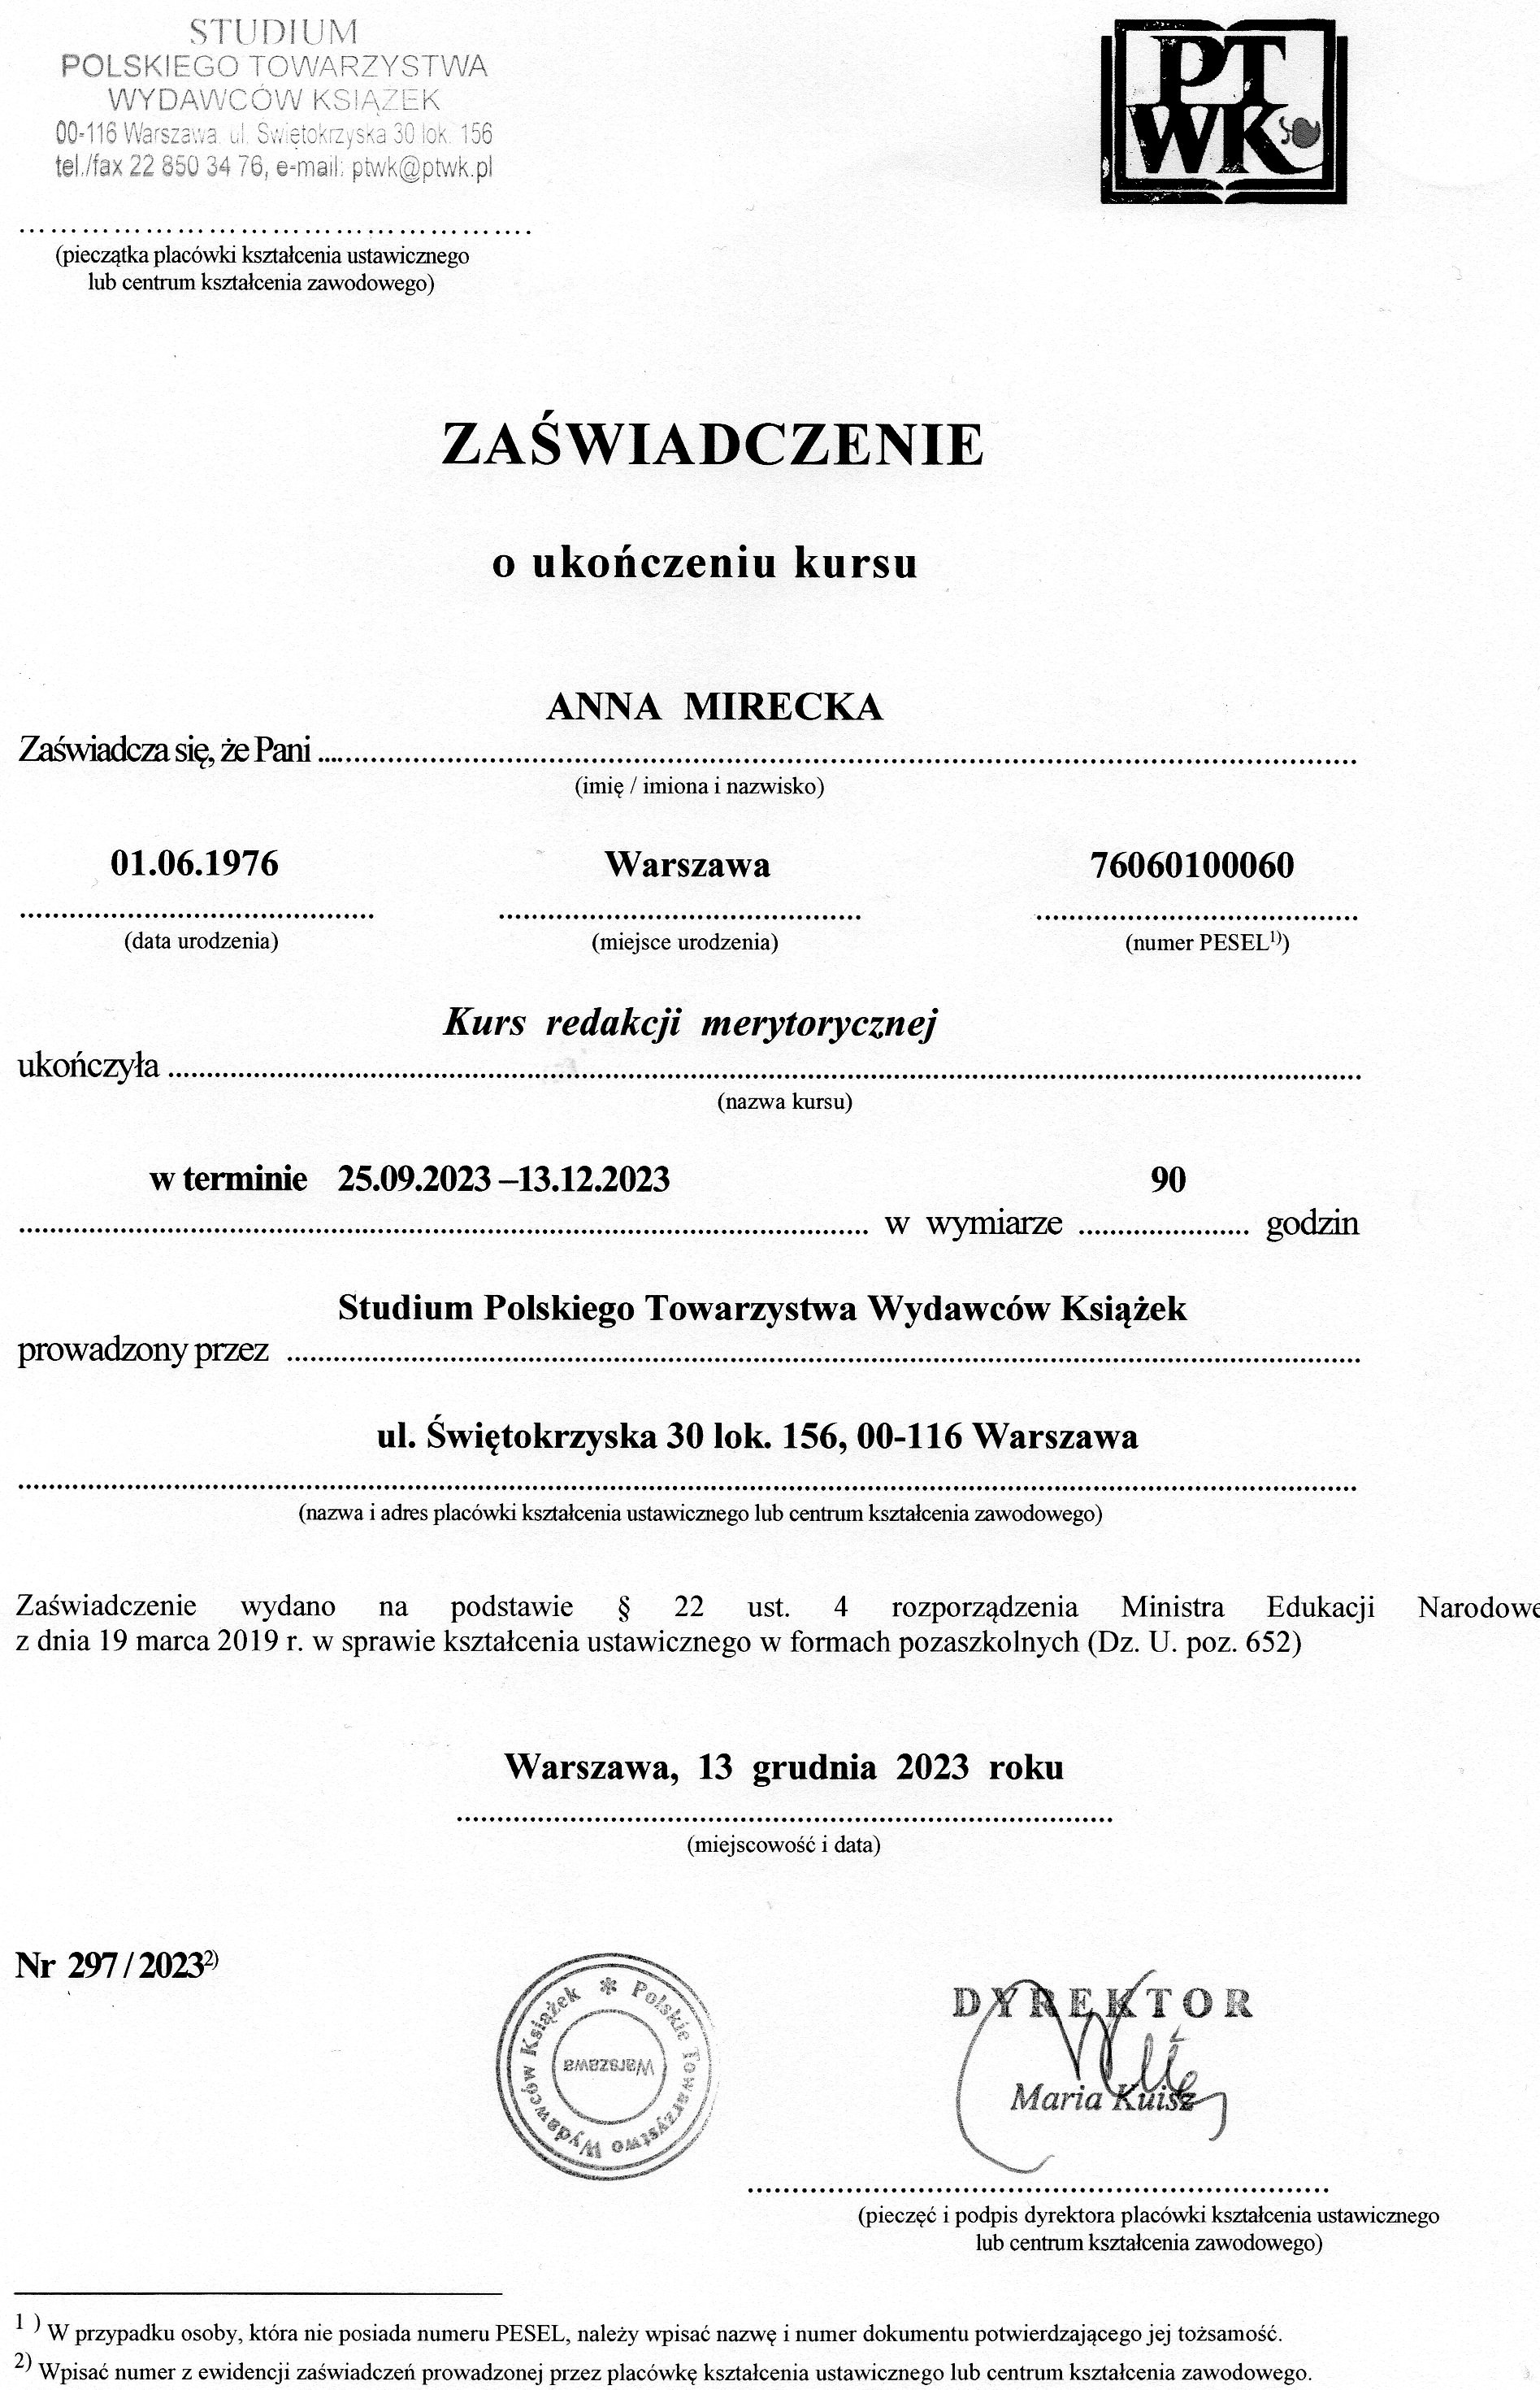 STUDIUM
POLSKIEGO TOWARZYSTWA
WYDAWCÓW KSIĄŻEK
00-116 Warszawa, ul. Świętokrzyska 30 lok. 156
tel./fax 22 850 34 76, e-mail: ptwk@ptwk.pl
PT
WK
(pieczątka placówki kształcenia ustawicznego
lub centrum kształcenia zawodowego)
ZAŚWIADCZENIE
o ukończeniu kursu
ANNA MIRECKA
Zaświadcza się, że Pani
(imię / imiona i nazwisko)
01.06.1976 Warszawa 76060100060
(data urodzenia) (miejsce urodzenia) (numer PESEL1))
Kurs redakcji merytorycznej
ukończyła
(nazwa kursu)
w terminie 25.09.2023 –13.12.2023 90
w wymiarze godzin
Studium Polskiego Towarzystwa Wydawców Książek
prowadzony przez
ul. Świętokrzyska 30 lok. 156, 00-116 Warszawa
(nazwa i adres placówki kształcenia ustawicznego lub centrum kształcenia zawodowego)
Zaświadczenie wydano na podstawie § 22 ust. 4 rozporządzenia Ministra Edukacji Narodowe
z dnia 19 marca 2019 r. w sprawie kształcenia ustawicznego w formach pozaszkolnych (Dz. U. poz. 652)
Warszawa, 13 grudnia 2023 roku
(miejscowość i data)
Nr 297 / 2023 2)
* Polskie Towarzystwo Wydawców Książek
Warszawa
DYREKTOR
Maria Kuisz
(pieczęć i podpis dyrektora placówki kształcenia ustawicznego
lub centrum kształcenia zawodowego)
1 ) W przypadku osoby, która nie posiada numeru PESEL, należy wpisać nazwę i numer dokumentu potwierdzającego jej tożsamość.
2) Wpisać numer z ewidencji zaświadczeń prowadzonej przez placówkę kształcenia ustawicznego lub centrum kształcenia zawodowego.